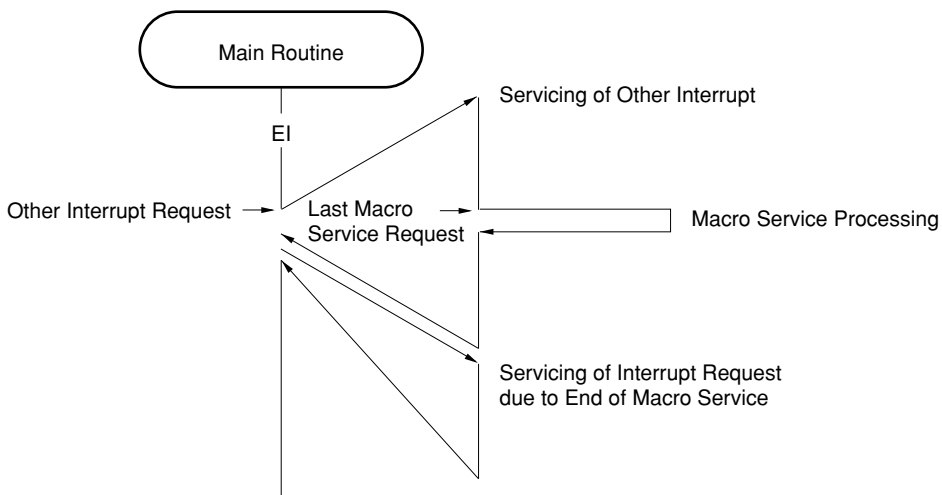 Main Routine
Servicing of Other Interrupt
EI
Other Interrupt Request
Last Macro
Service Request
Macro Service Processing
Servicing of Interrupt Request
due to End of Macro Service